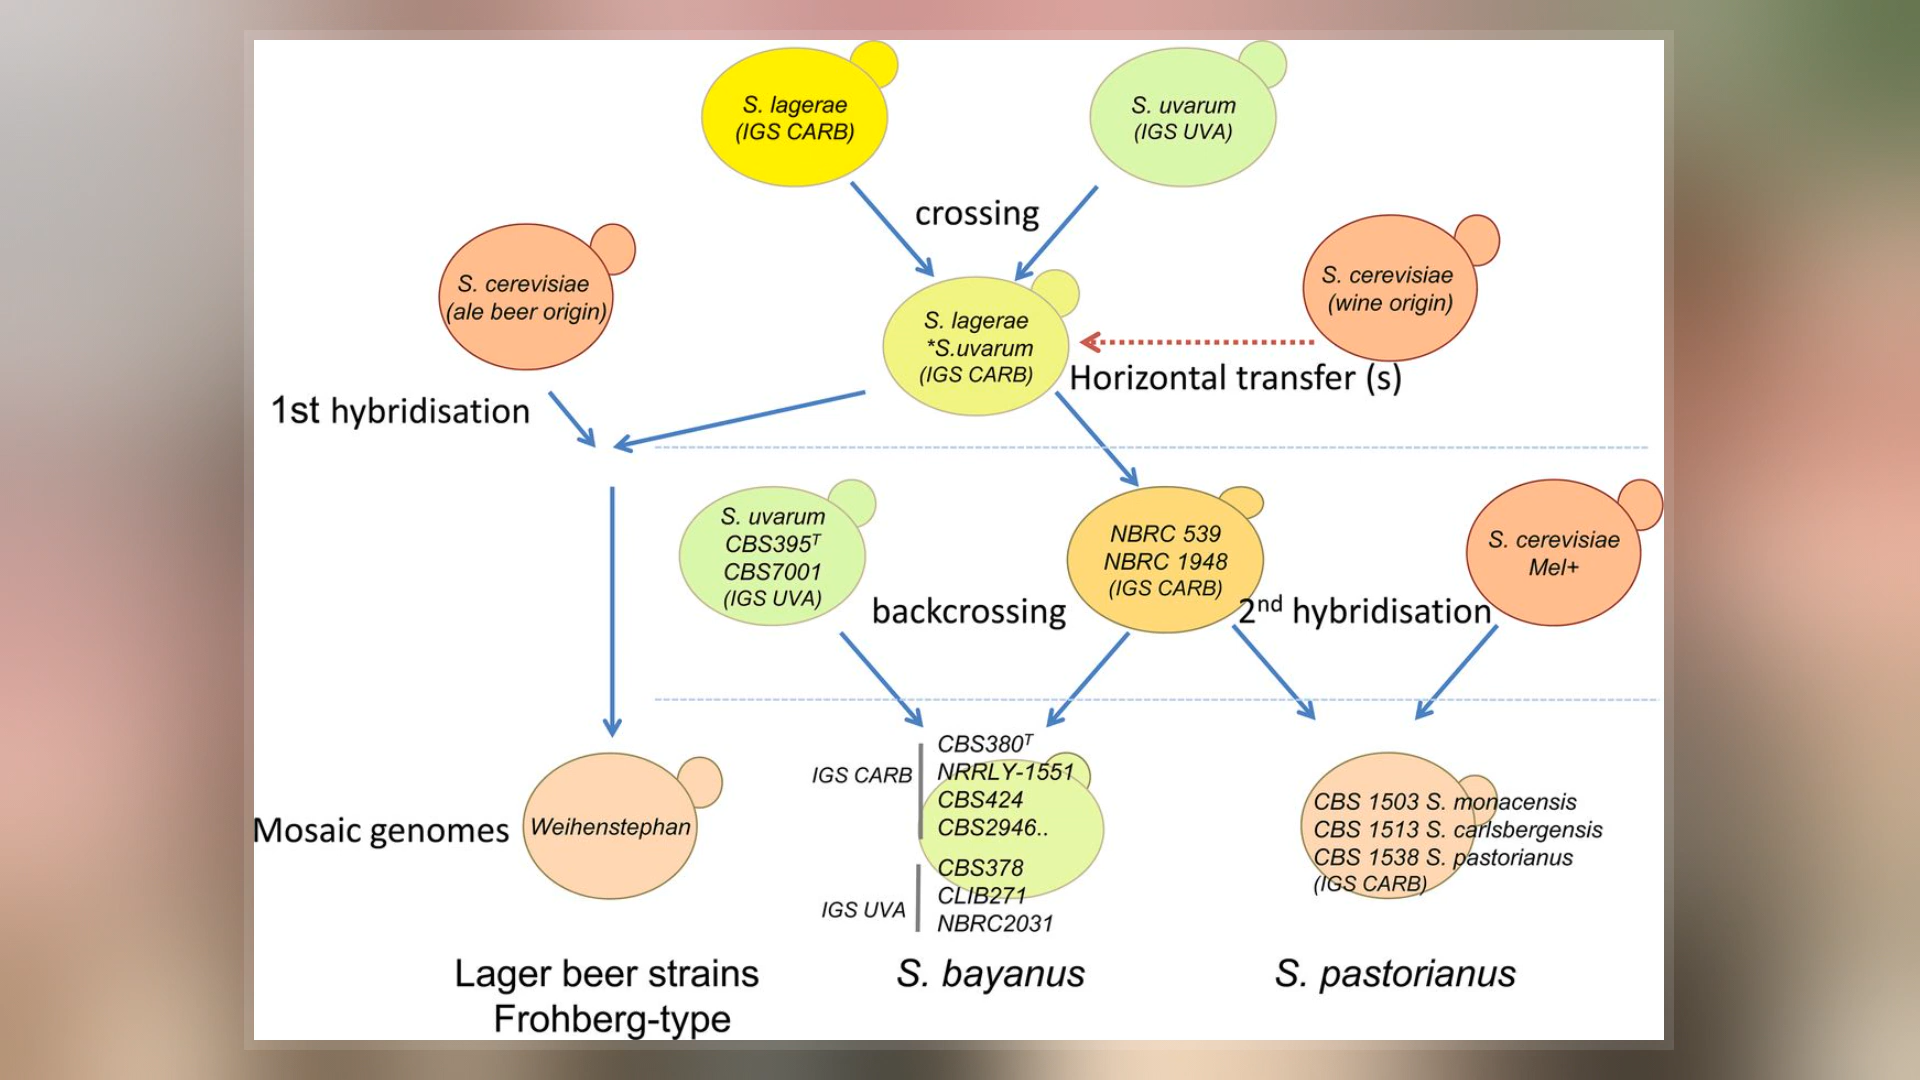 S. lagerae
(IGS CARB)
S. uvarum
(IGS UVA)
crossing
S. cerevisiae
(ale beer origin)
S. cerevisiae
(wine origin)
S. lagerae
*S.uvarum
(IGS CARB)
Horizontal transfer (s)
1st hybridisation
S. uvarum
CBS395ᵀ
CBS7001
(IGS UVA)
backcrossing
NBRC 539
NBRC 1948
(IGS CARB)
2ⁿᵈ hybridisation
S. cerevisiae
Mel+
Mosaic genomes
Weihenstephan
IGS CARB
CBS380ᵀ
NRRLY-1551
CBS424
CBS2946..
IGS UVA
CBS378
CLIB271
NBRC2031
CBS 1503 S. monacensis
CBS 1513 S. carlsbergensis
CBS 1538 S. pastorianus
(IGS CARB)
Lager beer strains
Frohberg-type
S. bayanus
S. pastorianus